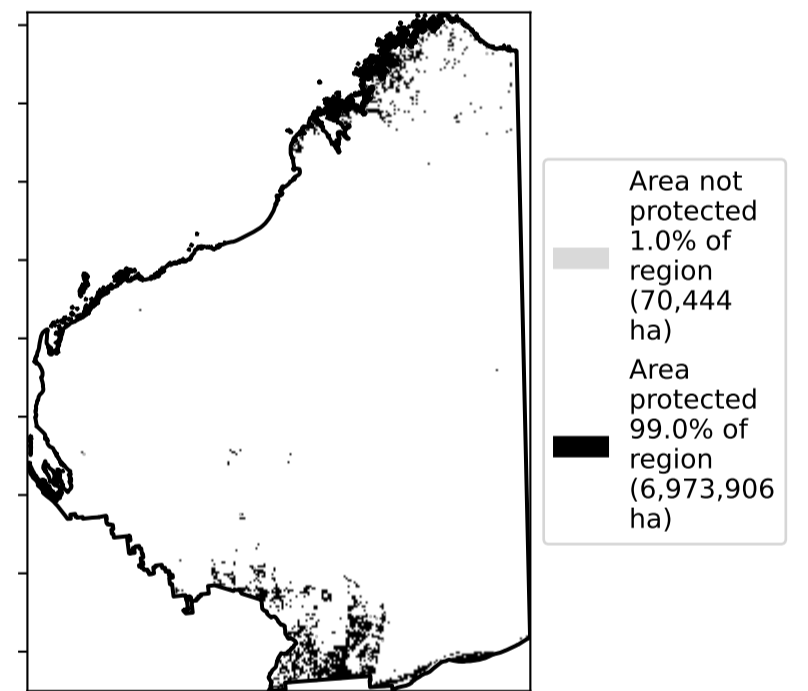 Area not
protected
1.0% of
region
(70,444
ha)
Area
protected
99.0% of
region
(6,973,906
ha)